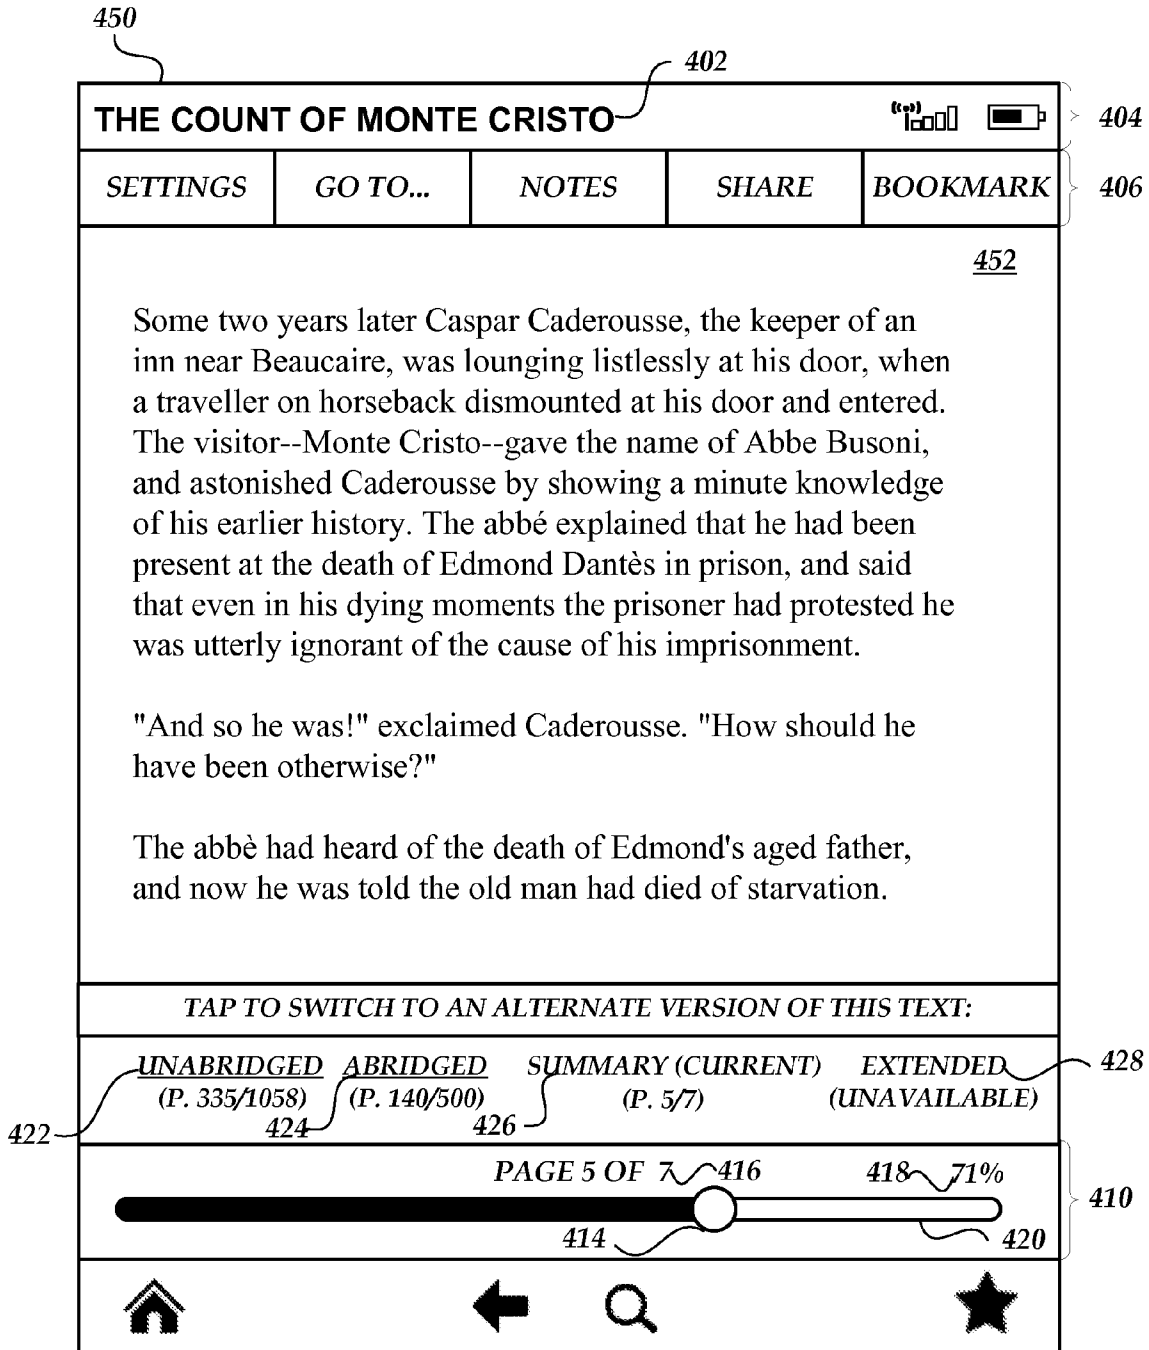 450
402
THE COUNT OF MONTE CRISTO
404
SETTINGS GO TO... NOTES SHARE BOOKMARK
406
452
Some two years later Caspar Caderousse, the keeper of an
inn near Beaucaire, was lounging listlessly at his door, when
a traveller on horseback dismounted at his door and entered.
The visitor--Monte Cristo--gave the name of Abbe Busoni,
and astonished Caderousse by showing a minute knowledge
of his earlier history. The abbé explained that he had been
present at the death of Edmond Dantès in prison, and said
that even in his dying moments the prisoner had protested he
was utterly ignorant of the cause of his imprisonment.
"And so he was!" exclaimed Caderousse. "How should he
have been otherwise?"
The abbè had heard of the death of Edmond's aged father,
and now he was told the old man had died of starvation.
TAP TO SWITCH TO AN ALTERNATE VERSION OF THIS TEXT:
UNABRIDGED ABRIDGED SUMMARY (CURRENT) EXTENDED 428
(P. 335/1058) (P. 140/500) (P. 5/7) (UNAVAILABLE)
422 424 426
PAGE 5 OF 7 416 418 71%
410
414 420